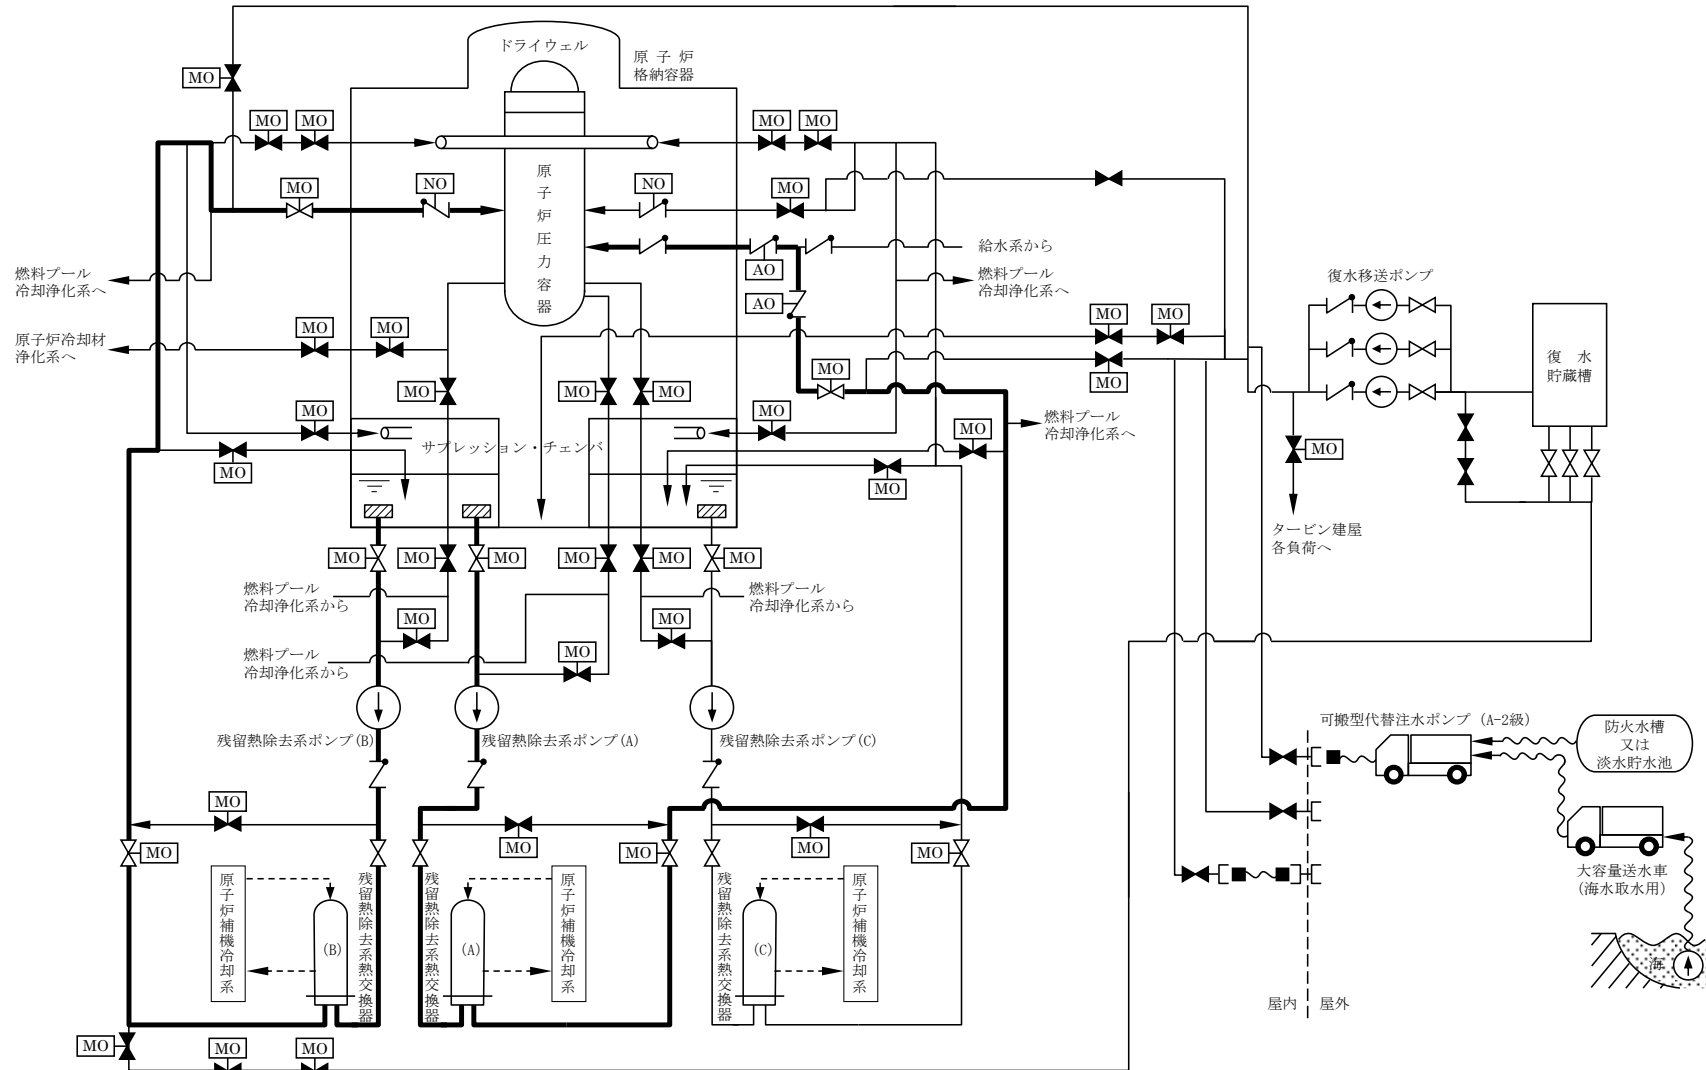 ドライウェル
原 子 炉
格納容器
MO
MO
MO
MO
MO
MO
NO
NO
MO
原子炉圧力容器
給水系から
AO
燃料プール
冷却浄化系へ
燃料プール
冷却浄化系へ
復水移送ポンプ
AO
MO
MO
原子炉冷却材
浄化系へ
MO
MO
復 水
貯蔵槽
MO
MO
MO
MO
MO
MO
MO
燃料プール
冷却浄化系へ
MO
サプレッション・チェンバ
MO
MO
MO
MO
タービン建屋
各負荷へ
MO
MO
MO
MO
MO
MO
燃料プール
冷却浄化系から
燃料プール
冷却浄化系から
MO
MO
燃料プール
冷却浄化系から
MO
残留熱除去系ポンプ(B)
残留熱除去系ポンプ(A)
残留熱除去系ポンプ(C)
可搬型代替注水ポンプ (A-2級)
防火水槽
又は
淡水貯水池
MO
MO
MO
MO
MO
MO
大容量送水車
(海水取水用)
原子炉補機冷却系
(B)
残留熱除去系熱交換器
残留熱除去系熱交換器
(A)
原子炉補機冷却系
残留熱除去系熱交換器
(C)
原子炉補機冷却系
海
屋内
屋外
MO
MO
MO